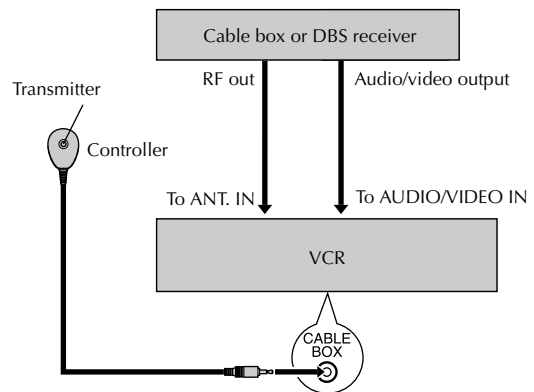 Cable box or DBS receiver
RF out
Audio/video output
Transmitter
Controller
To ANT. IN
To AUDIO/VIDEO IN
VCR
CABLE
BOX